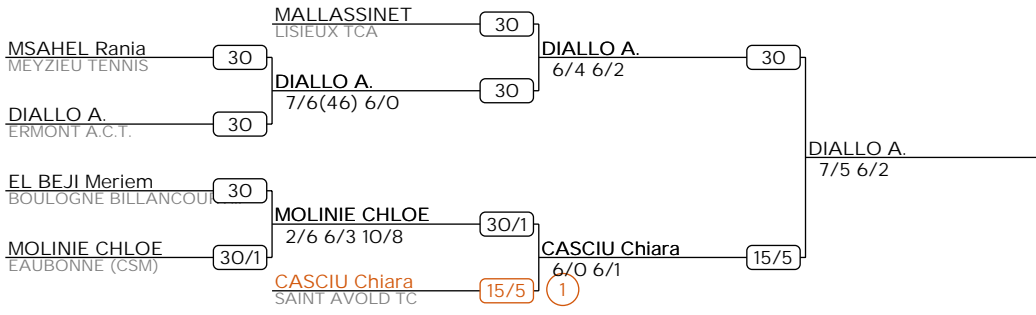 MALLASSINET
LISIEUX TCA
30
MSAHEL Rania
MEYZIEU TENNIS
30
DIALLO A.
6/4 6/2
30
DIALLO A.
7/6(46) 6/0
30
DIALLO A.
ERMONT A.C.T.
30
DIALLO A.
7/5 6/2
EL BEJI Meriem
BOULOGNE BILLANCOUR
30
MOLINIE CHLOE
2/6 6/3 10/8
30/1
MOLINIE CHLOE
EAUBONNE (CSM)
30/1
CASCIU Chiara
6/0 6/1
15/5
CASCIU Chiara
SAINT AVOLD TC
15/5
1